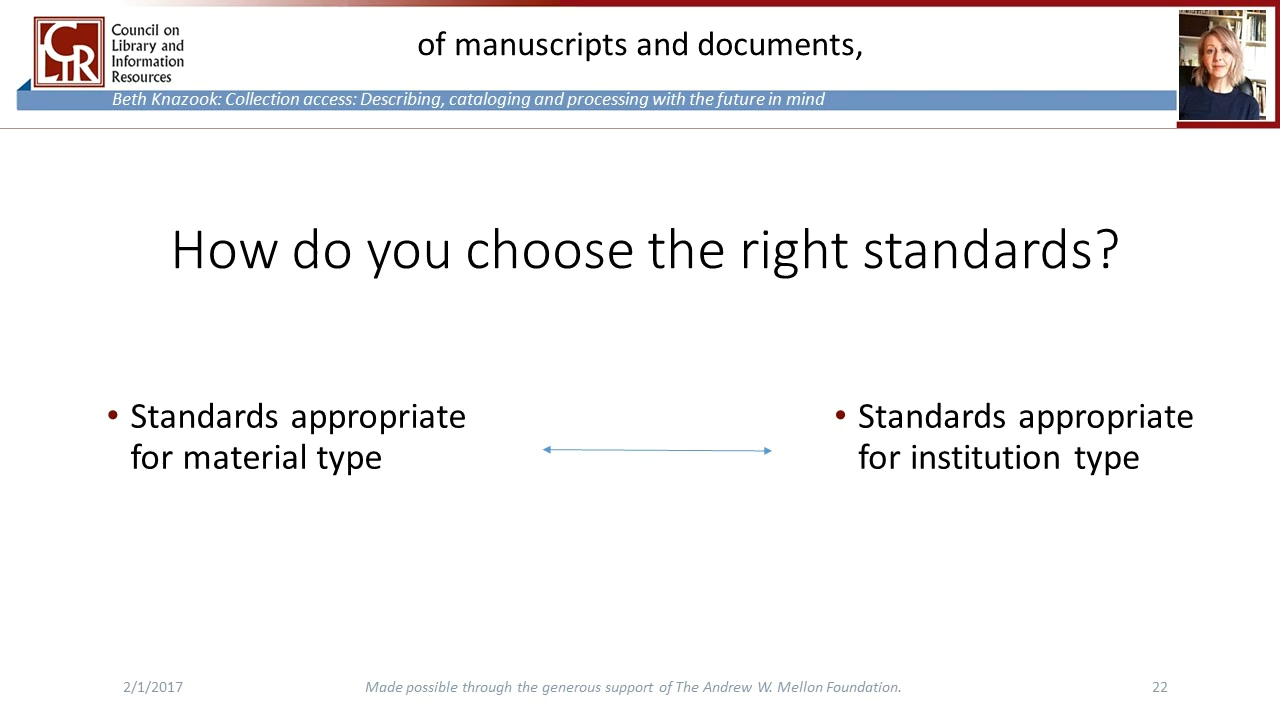 CLIR
Council on
Library and
Information
Resources
of manuscripts and documents,
Beth Knazook: Collection access: Describing, cataloging and processing with the future in mind
How do you choose the right standards?
• Standards appropriate
for material type
• Standards appropriate
for institution type
2/1/2017
Made possible through the generous support of The Andrew W. Mellon Foundation.
22